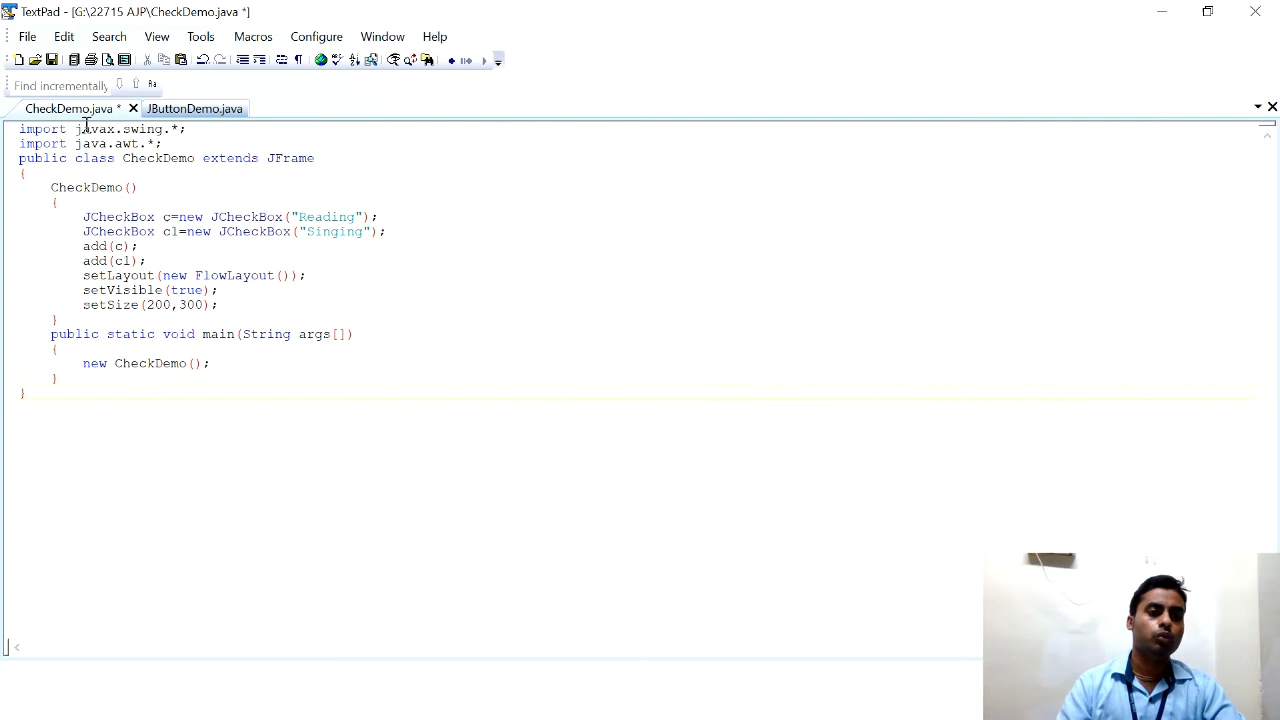 TextPad - [G:\22715 AJP\CheckDemo.java *]
File Edit Search View Tools Macros Configure Window Help
Find incrementally
CheckDemo.java * JButtonDemo.java
import javax.swing.*;
import java.awt.*;
public class CheckDemo extends JFrame
{
CheckDemo()
{
JCheckBox c=new JCheckBox("Reading");
JCheckBox c1=new JCheckBox("Singing");
add(c);
add(c1);
setLayout(new FlowLayout());
setVisible(true);
setSize(200,300);
}
public static void main(String args[])
{
new CheckDemo();
}
}